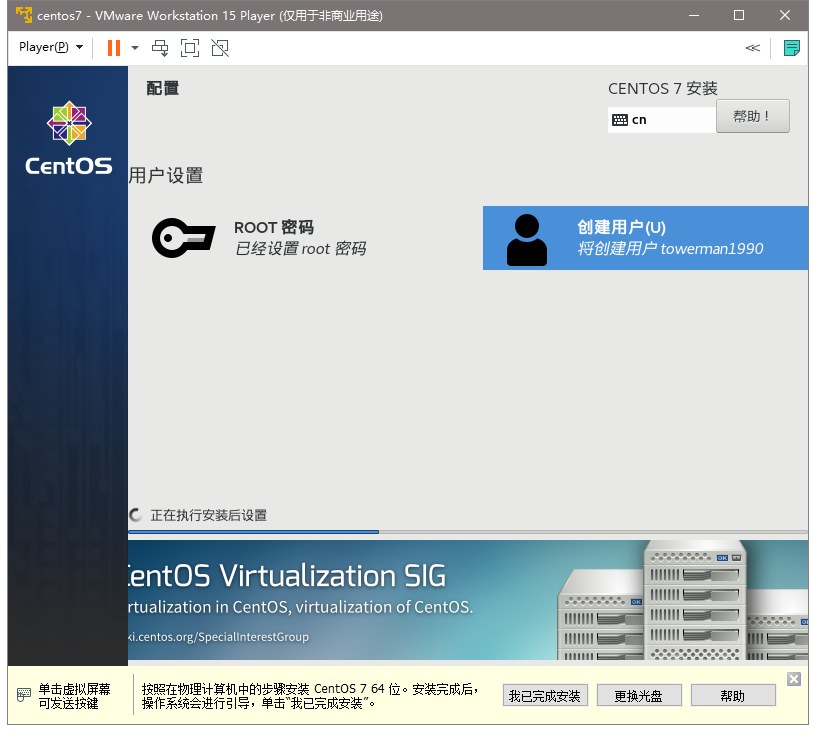 centos7 - VMware Workstation 15 Player (仅用于非商业用途)
Player(P)
配置
CENTOS 7 安装
cn
帮助！
CentOS
用户设置
ROOT 密码
已经设置 root 密码
创建用户(U)
将创建用户 towerman1990
正在执行安装后设置
CentOS Virtualization SIG
rtualization in CentOS, virtualization of CentOS.
ki.centos.org/SpecialInterestGroup
单击虚拟屏幕
可发送按键
按照在物理计算机中的步骤安装 CentOS 7 64 位。安装完成后，
操作系统会进行引导，单击“我已完成安装”。
我已完成安装
更换光盘
帮助